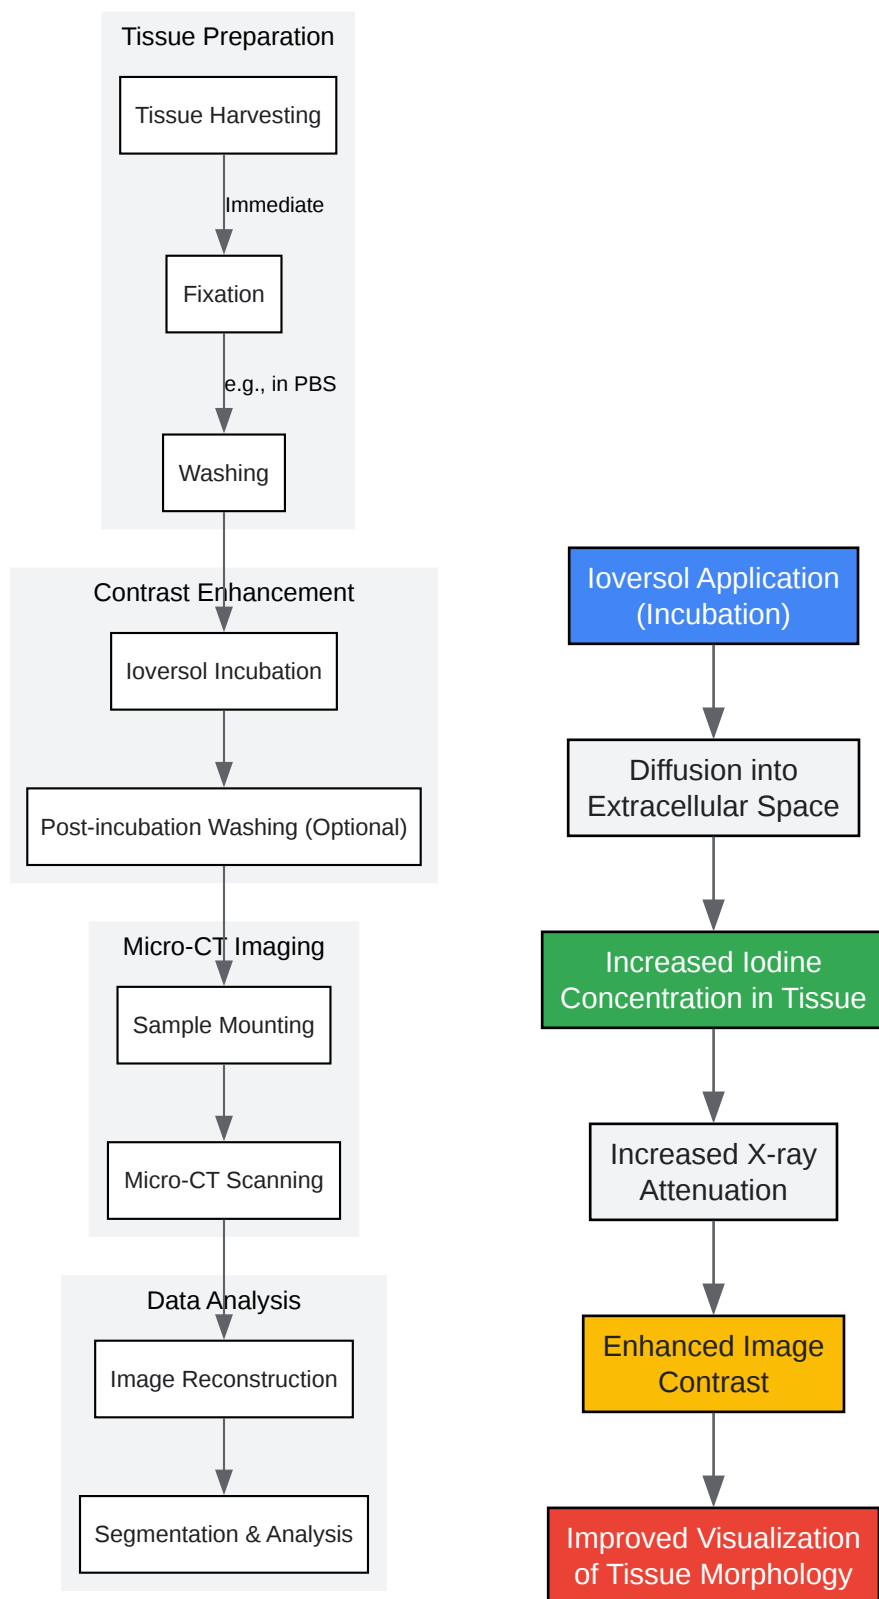 Tissue Preparation
Tissue Harvesting
Immediate
Fixation
e.g., in PBS
Washing
Contrast Enhancement
Ioversol Incubation
Post-incubation Washing (Optional)
Micro-CT Imaging
Sample Mounting
Micro-CT Scanning
Data Analysis
Image Reconstruction
Segmentation & Analysis
Ioversol Application
(Incubation)
Diffusion into
Extracellular Space
Increased Iodine
Concentration in Tissue
Increased X-ray
Attenuation
Enhanced Image
Contrast
Improved Visualization
of Tissue Morphology